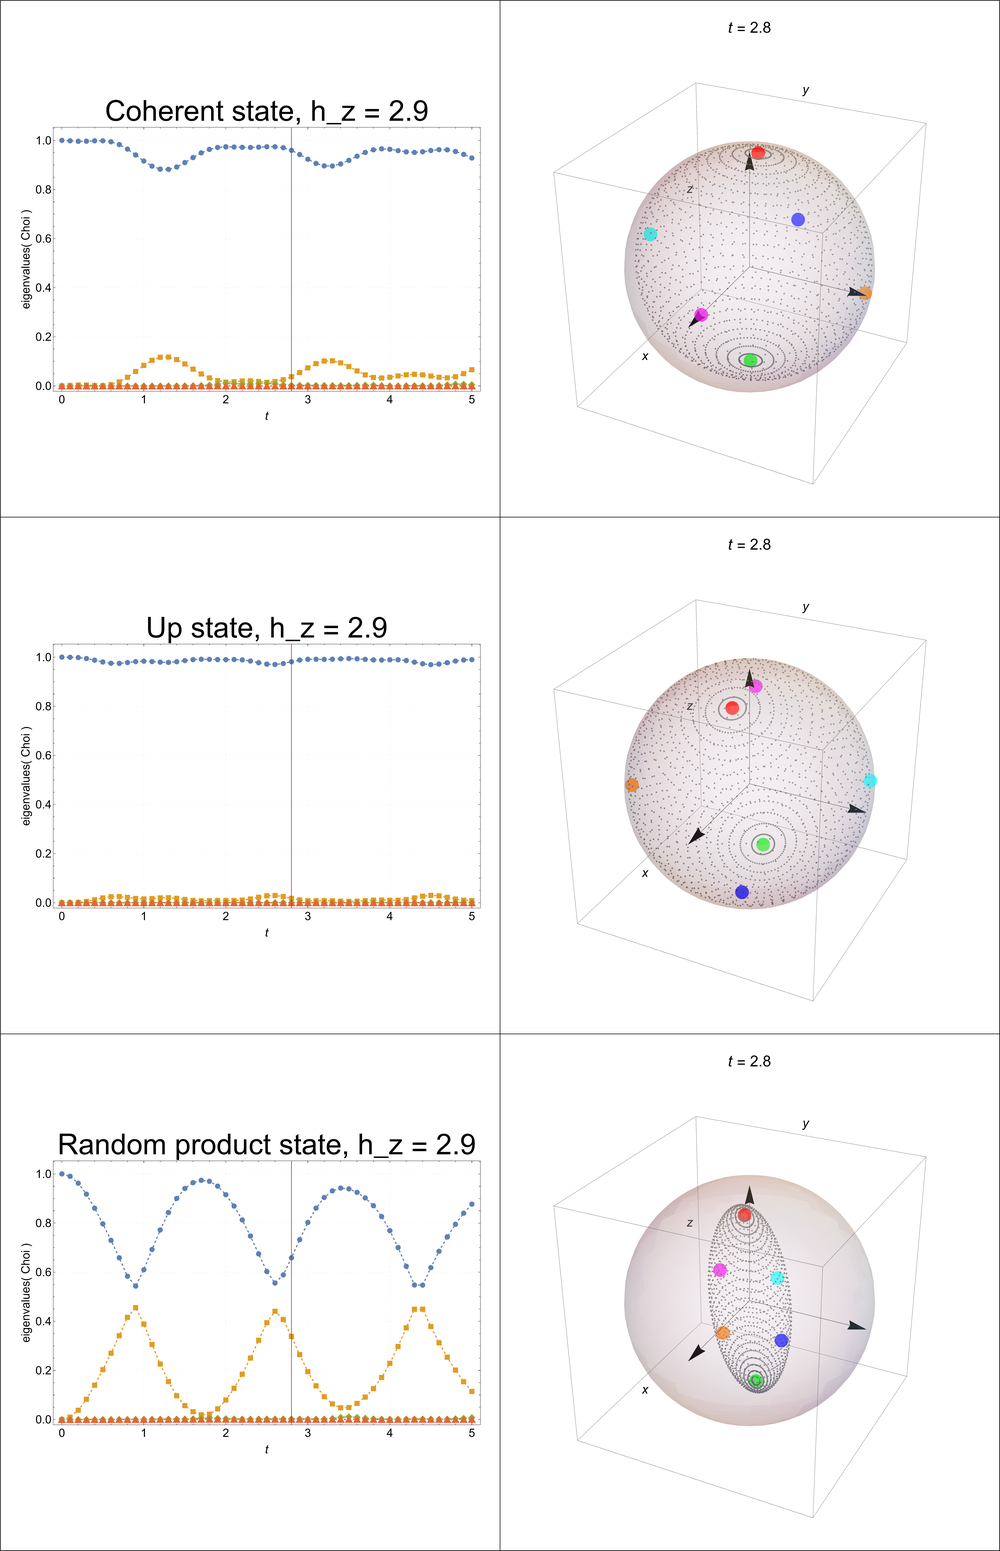 t = 2.8
y
Coherent state, h_z = 2.9
1.0
0.8
0.6
0.4
0.2
0.0
eigenvalues( Choi )
0 1 2 3 4 5
t
z
x
t = 2.8
y
Up state, h_z = 2.9
1.0
0.8
0.6
0.4
0.2
0.0
eigenvalues( Choi )
0 1 2 3 4 5
t
z
x
t = 2.8
y
Random product state, h_z = 2.9
1.0
0.8
0.6
0.4
0.2
0.0
eigenvalues( Choi )
0 1 2 3 4 5
t
z
x